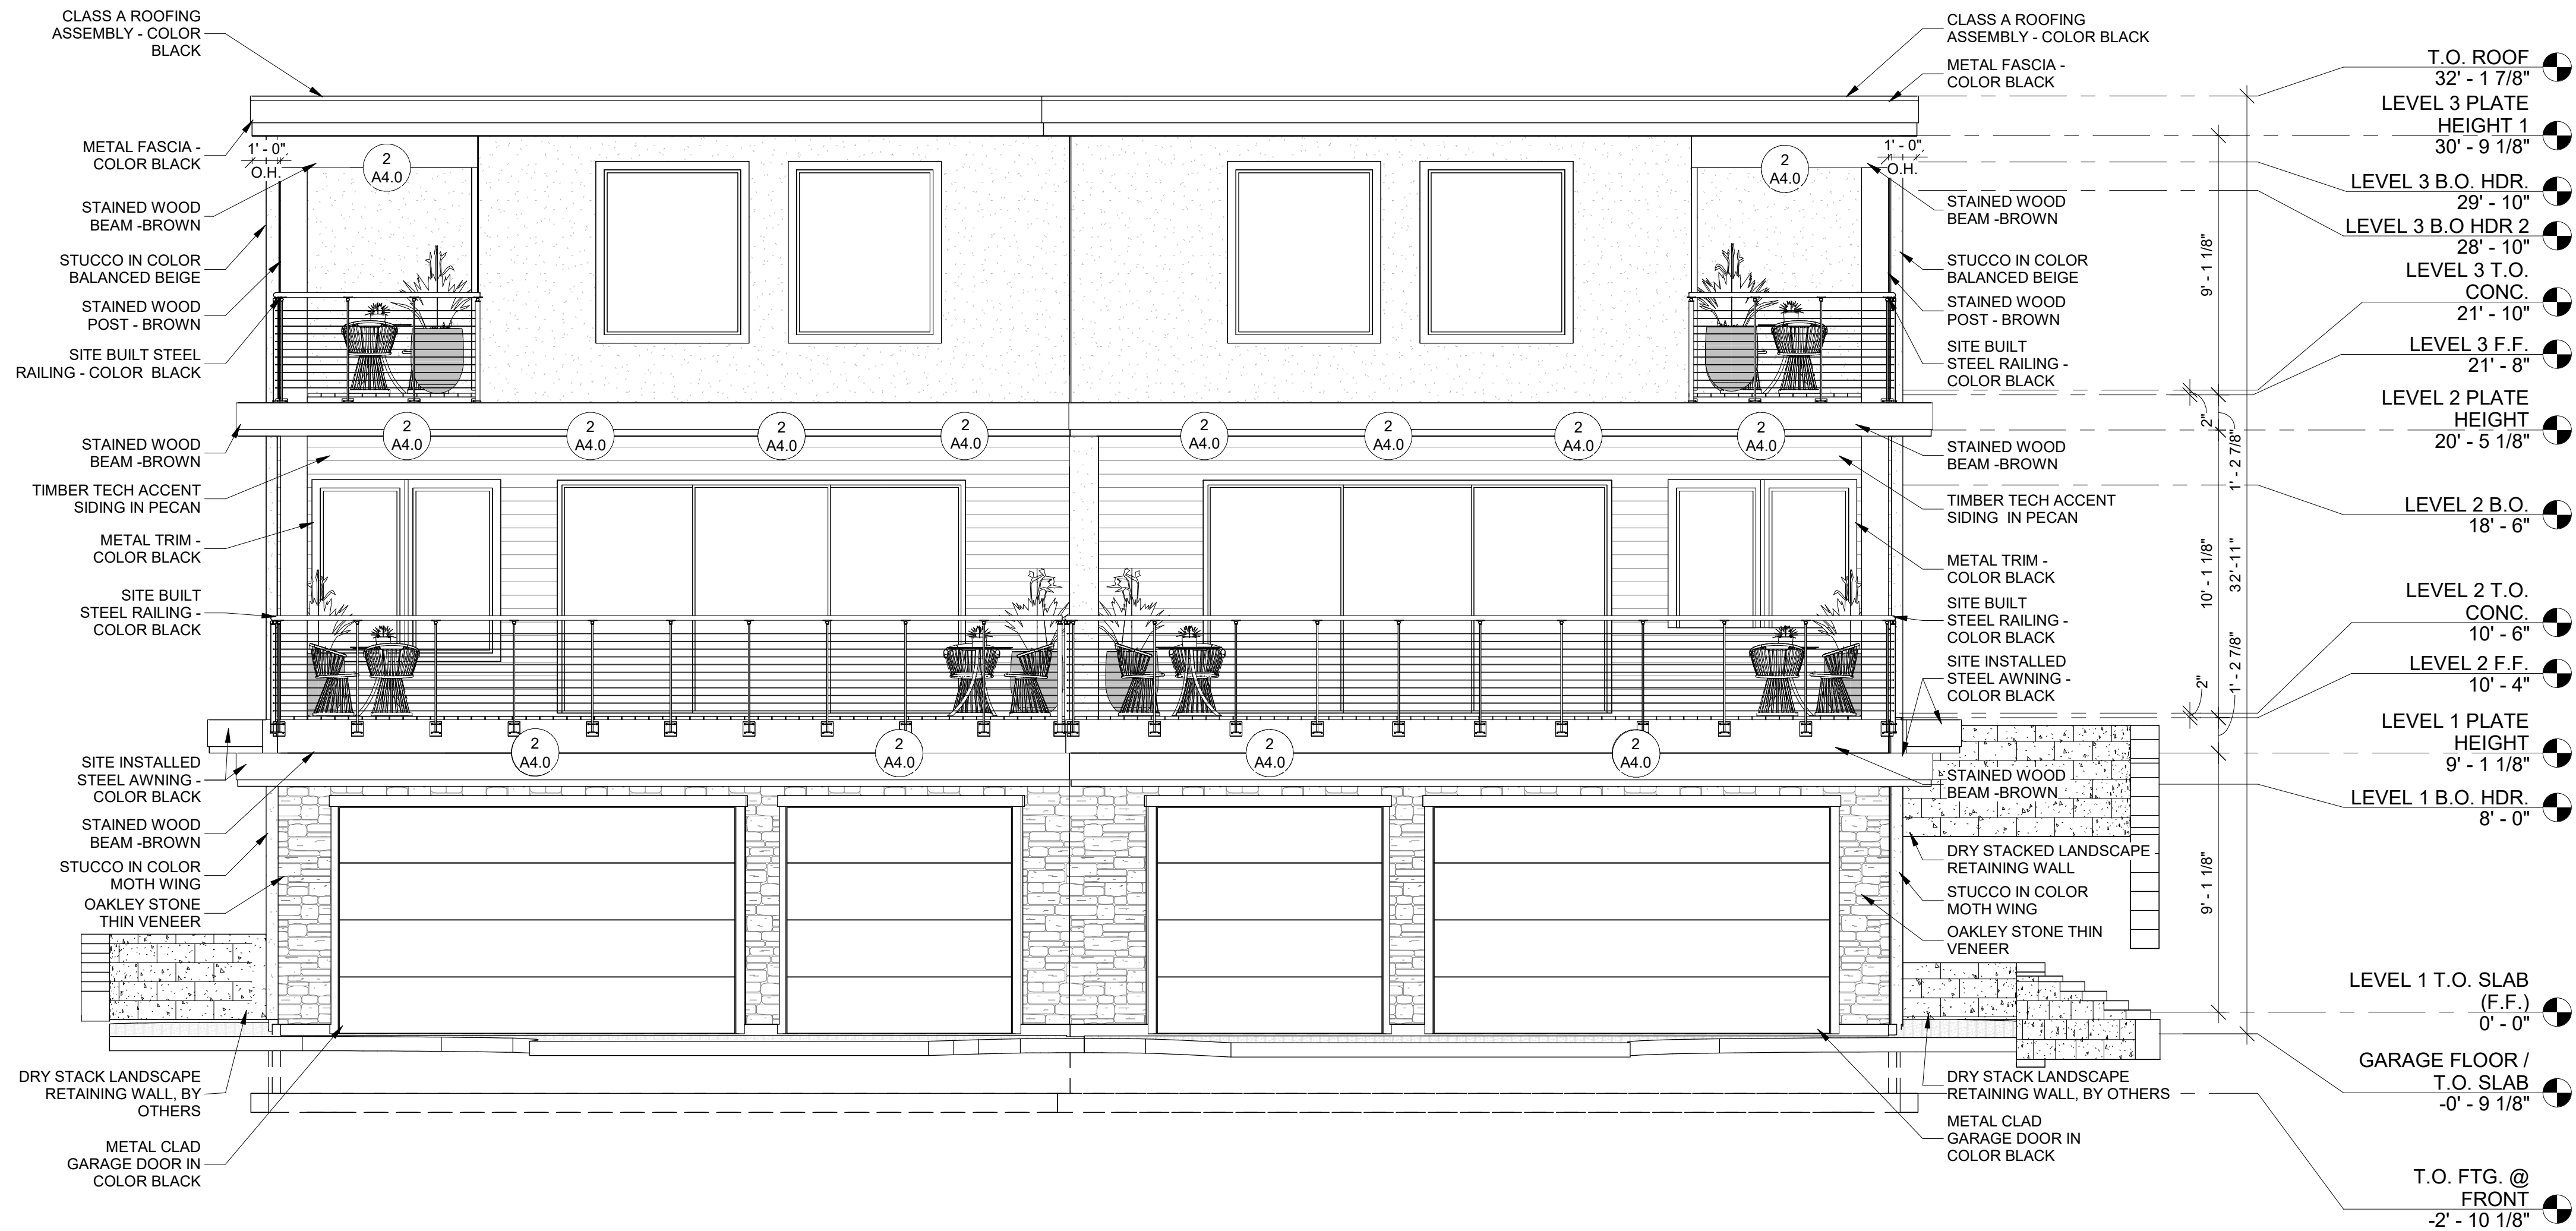 CLASS A ROOFING
ASSEMBLY - COLOR
BLACK
METAL FASCIA -
COLOR BLACK
1' - 0"
O.H.
STAINED WOOD
BEAM -BROWN
STUCCO IN COLOR
BALANCED BEIGE
STAINED WOOD
POST - BROWN
SITE BUILT STEEL
RAILING - COLOR BLACK
STAINED WOOD
BEAM -BROWN
TIMBER TECH ACCENT
SIDING IN PECAN
METAL TRIM -
COLOR BLACK
SITE BUILT
STEEL RAILING -
COLOR BLACK
SITE INSTALLED
STEEL AWNING -
COLOR BLACK
STAINED WOOD
BEAM -BROWN
STUCCO IN COLOR
MOTH WING
OAKLEY STONE
THIN VENEER
DRY STACK LANDSCAPE
RETAINING WALL, BY
OTHERS
METAL CLAD
GARAGE DOOR IN
COLOR BLACK
2
A4.0
2
A4.0
2
A4.0
2
A4.0
2
A4.0
2
A4.0
2
A4.0
2
A4.0
2
A4.0
2
A4.0
2
A4.0
2
A4.0
2
A4.0
2
A4.0
CLASS A ROOFING
ASSEMBLY - COLOR BLACK
METAL FASCIA -
COLOR BLACK
1' - 0"
O.H.
STAINED WOOD
BEAM -BROWN
STUCCO IN COLOR
BALANCED BEIGE
STAINED WOOD
POST - BROWN
SITE BUILT
STEEL RAILING -
COLOR BLACK
STAINED WOOD
BEAM -BROWN
TIMBER TECH ACCENT
SIDING IN PECAN
METAL TRIM -
COLOR BLACK
SITE BUILT
STEEL RAILING -
COLOR BLACK
SITE INSTALLED
STEEL AWNING -
COLOR BLACK
STAINED WOOD
BEAM -BROWN
DRY STACKED LANDSCAPE
RETAINING WALL
STUCCO IN COLOR
MOTH WING
OAKLEY STONE THIN
VENEER
DRY STACK LANDSCAPE
RETAINING WALL, BY OTHERS
METAL CLAD
GARAGE DOOR IN
COLOR BLACK
9' - 1 1/8"
2"
1' - 2 7/8"
10' - 1 1/8"
32'-11"
2"
1' - 2 7/8"
9' - 1 1/8"
T.O. ROOF
32' - 1 7/8"
LEVEL 3 PLATE
HEIGHT 1
30' - 9 1/8"
LEVEL 3 B.O. HDR.
29' - 10"
LEVEL 3 B.O HDR 2
28' - 10"
LEVEL 3 T.O.
CONC.
21' - 10"
LEVEL 3 F.F.
21' - 8"
LEVEL 2 PLATE
HEIGHT
20' - 5 1/8"
LEVEL 2 B.O.
18' - 6"
LEVEL 2 T.O.
CONC.
10' - 6"
LEVEL 2 F.F.
10' - 4"
LEVEL 1 PLATE
HEIGHT
9' - 1 1/8"
LEVEL 1 B.O. HDR.
8' - 0"
LEVEL 1 T.O. SLAB
(F.F.)
0' - 0"
GARAGE FLOOR /
T.O. SLAB
-0' - 9 1/8"
T.O. FTG. @
FRONT
-2' - 10 1/8"